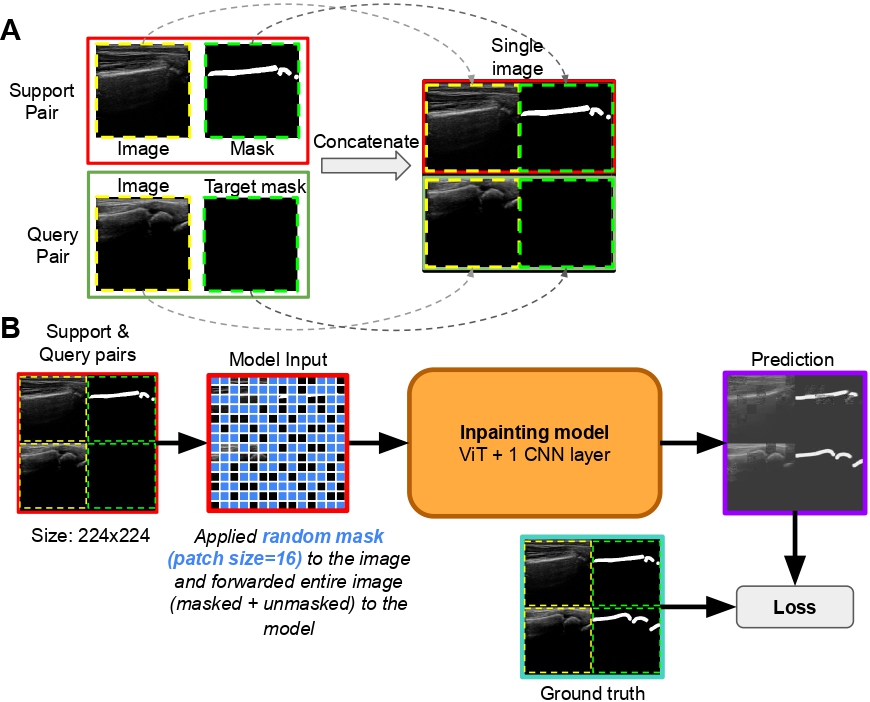 A
Support
Pair
Image
Mask
Concatenate
Single
image
Query
Pair
Image
Target mask
B
Support &
Query pairs
Size: 224x224
Model Input
Applied random mask
(patch size=16) to the image
and forwarded entire image
(masked + unmasked) to the
model
Inpainting model
ViT + 1 CNN layer
Prediction
Loss
Ground truth